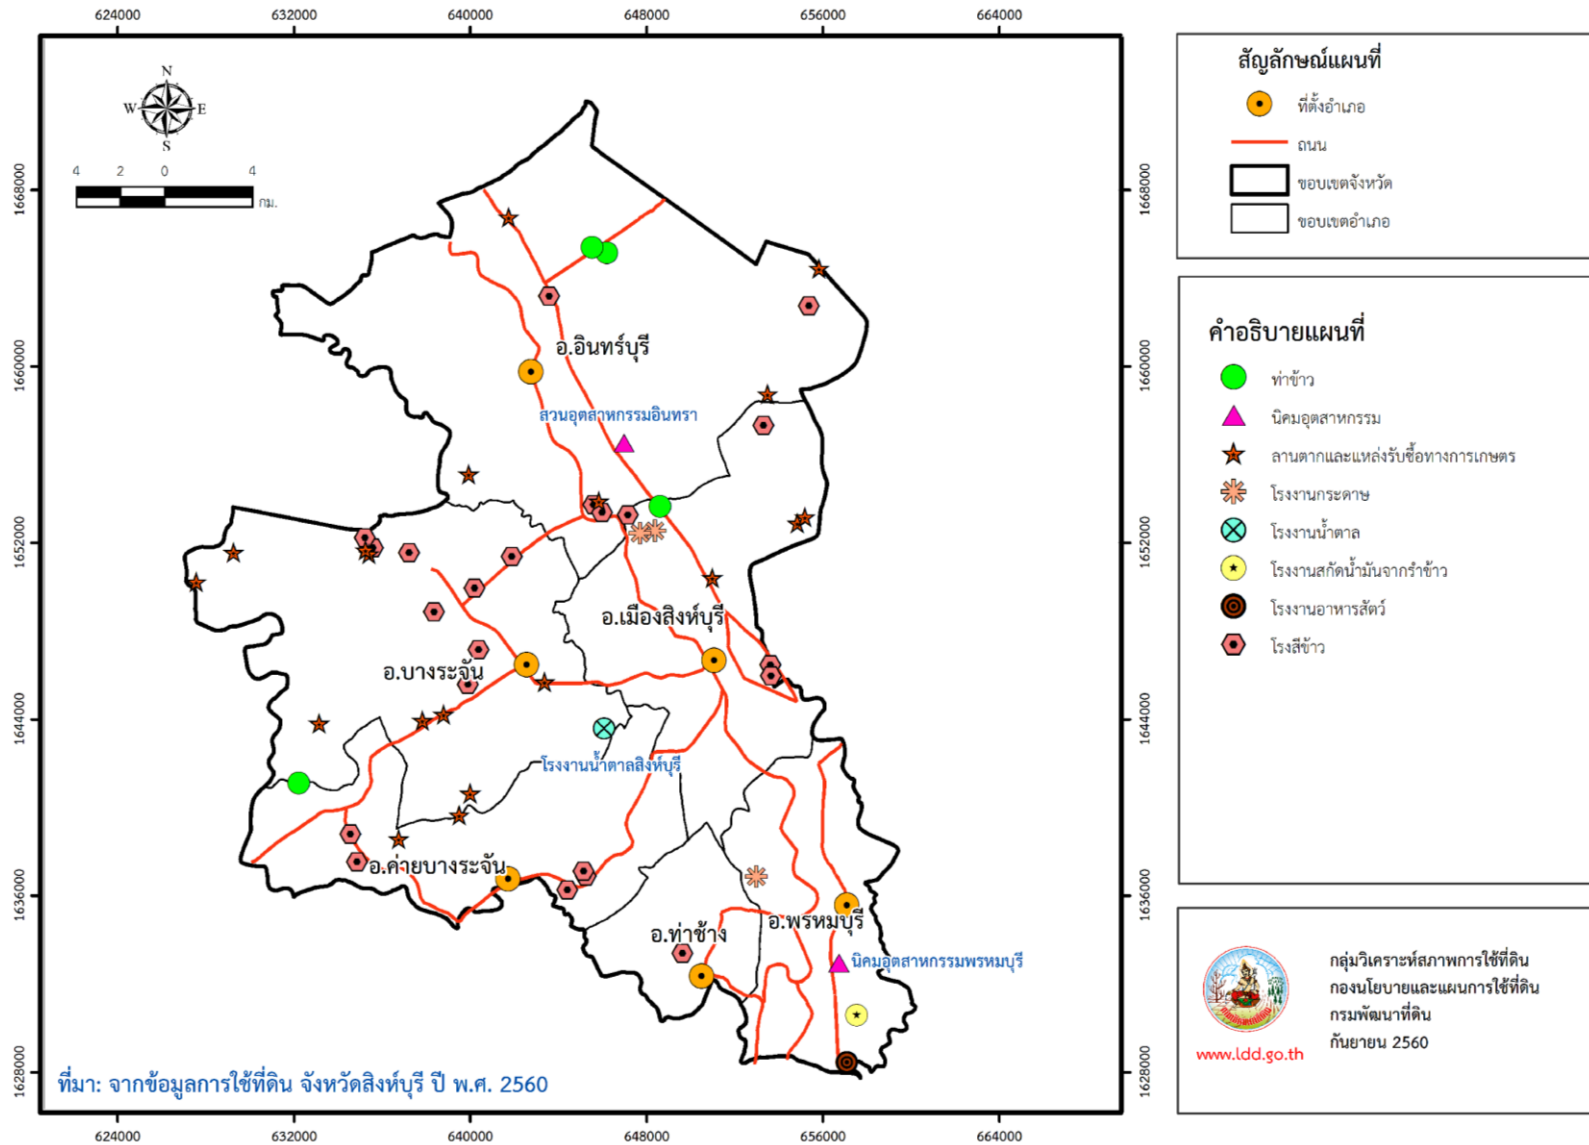 624000 632000 640000 648000 656000 664000
N
W E
S
4 2 0 4
กม.
1668000 1668000
1660000 1660000
1652000 1652000
1644000 1644000
1636000 1636000
1628000 1628000
อ.อินทร์บุรี
สวนอุตสาหกรรมอินทรา
อ.เมืองสิงห์บุรี
อ.บางระจัน
โรงงานน้ำตาลสิงห์บุรี
อ.ค่ายบางระจัน
อ.ท่าช้าง
อ.พรหมบุรี
นิคมอุตสาหกรรมพรหมบุรี
ที่มา: จากข้อมูลการใช้ที่ดิน จังหวัดสิงห์บุรี ปี พ.ศ. 2560
624000 632000 640000 648000 656000 664000
สัญลักษณ์แผนที่
ที่ตั้งอำเภอ
ถนน
ขอบเขตจังหวัด
ขอบเขตอำเภอ
คำอธิบายแผนที่
ท่าข้าว
นิคมอุตสาหกรรม
ลานตากและแหล่งรับซื้อทางการเกษตร
โรงงานกระดาษ
โรงงานน้ำตาล
โรงงานสกัดน้ำมันจากรำข้าว
โรงงานอาหารสัตว์
โรงสีข้าว
กลุ่มวิเคราะห์สภาพการใช้ที่ดิน
กองนโยบายและแผนการใช้ที่ดิน
กรมพัฒนาที่ดิน
กันยายน 2560
www.ldd.go.th